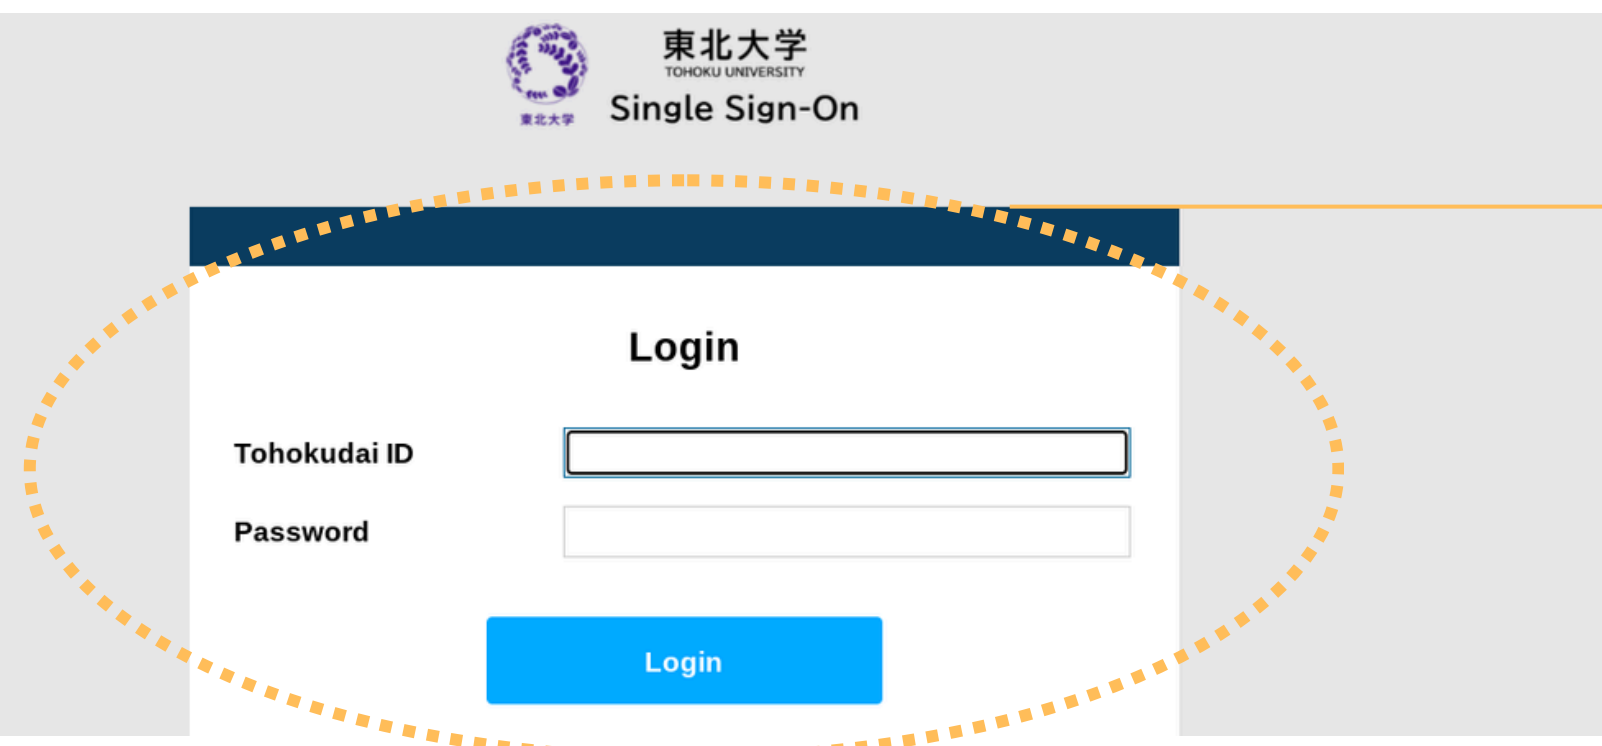 東北大学
TOHOKU UNIVERSITY
Single Sign-On
東北大学
Login
Tohokudai ID
Password
Login